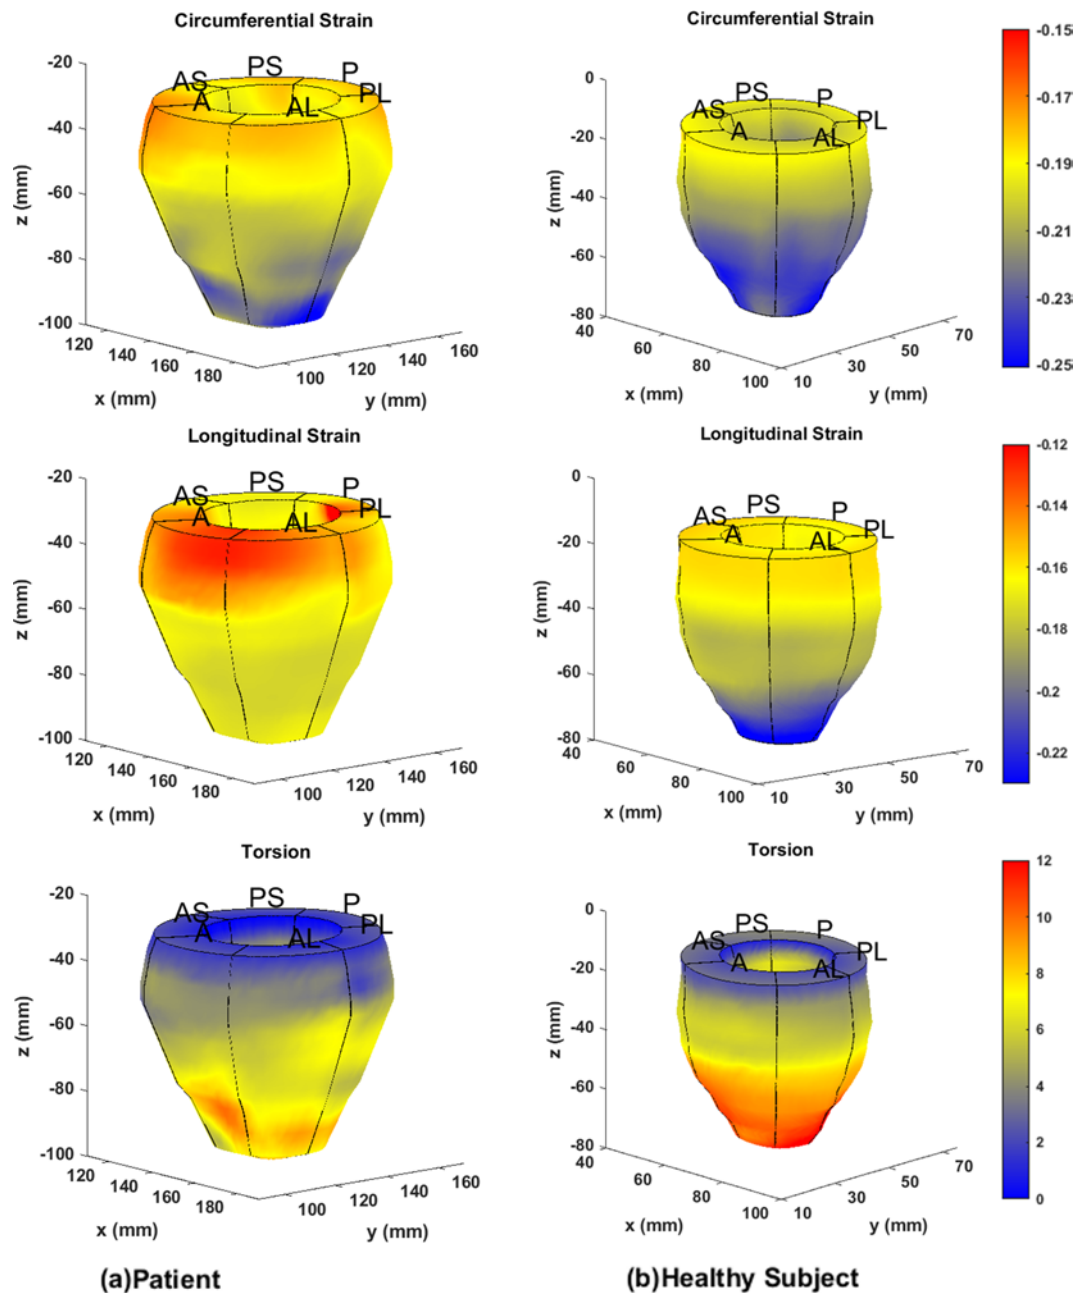 Circumferential Strain
-20
-40
-60
-80
-100
z (mm)
AS
PS
P
PL
A
AL
120
140
160
180
x (mm)
100
120
140
160
y (mm)
Circumferential Strain
0
-20
-40
-60
-80
z (mm)
AS
PS
P
PL
A
AL
40
60
80
100
x (mm)
10
30
50
70
y (mm)
-0.15
-0.17
-0.19
-0.21
-0.23
-0.25
Longitudinal Strain
-20
-40
-60
-80
-100
z (mm)
AS
PS
P
PL
A
AL
120
140
160
180
x (mm)
100
120
140
160
y (mm)
Longitudinal Strain
0
-20
-40
-60
-80
z (mm)
AS
PS
P
PL
A
AL
40
60
80
100
x (mm)
10
30
50
70
y (mm)
-0.12
-0.14
-0.16
-0.18
-0.2
-0.22
Torsion
-20
-40
-60
-80
-100
z (mm)
AS
PS
P
PL
A
AL
120
140
160
180
x (mm)
100
120
140
160
y (mm)
Torsion
0
-20
-40
-60
-80
z (mm)
AS
PS
P
PL
A
AL
40
60
80
100
x (mm)
10
30
50
70
y (mm)
12
10
8
6
4
2
0
(a)Patient
(b)Healthy Subject